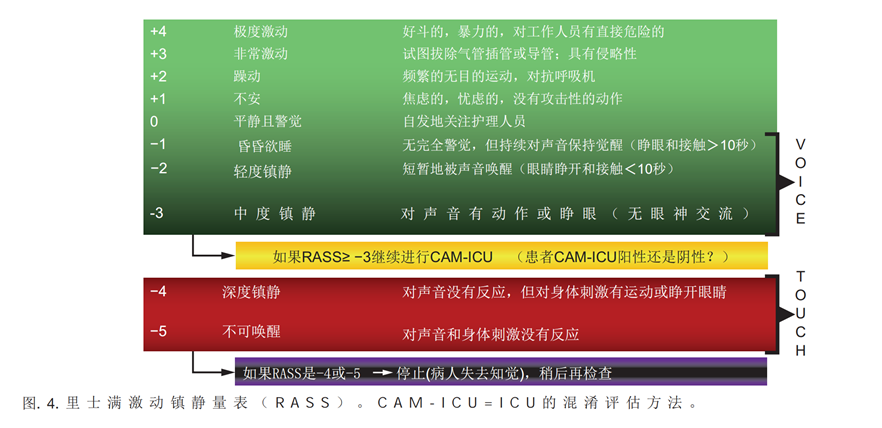 +4 极度激动 好斗的，暴力的，对工作人员有直接危险的
+3 非常激动 试图拔除气管插管或导管；具有侵略性
+2 躁动 频繁的无目的运动，对抗呼吸机
+1 不安 焦虑的，忧虑的，没有攻击性的动作
0 平静且警觉 自发地关注护理人员
−1 昏昏欲睡 无完全警觉，但持续对声音保持觉醒（睁眼和接触＞10秒）
−2 轻度镇静 短暂地被声音唤醒（眼睛睁开和接触＜10秒）
-3 中度镇静 对声音有动作或睁眼（无眼神交流）
VOICE
如果RASS≥ −3继续进行CAM-ICU （患者CAM-ICU阳性还是阴性？）
−4 深度镇静 对声音没有反应，但对身体刺激有运动或睁开眼睛
−5 不可唤醒 对声音和身体刺激没有反应
TOUCH
如果RASS是-4或-5 → 停止(病人失去知觉)，稍后再检查
图. 4. 里士满激动镇静量表（RASS）。CAM-ICU=ICU的混淆评估方法。